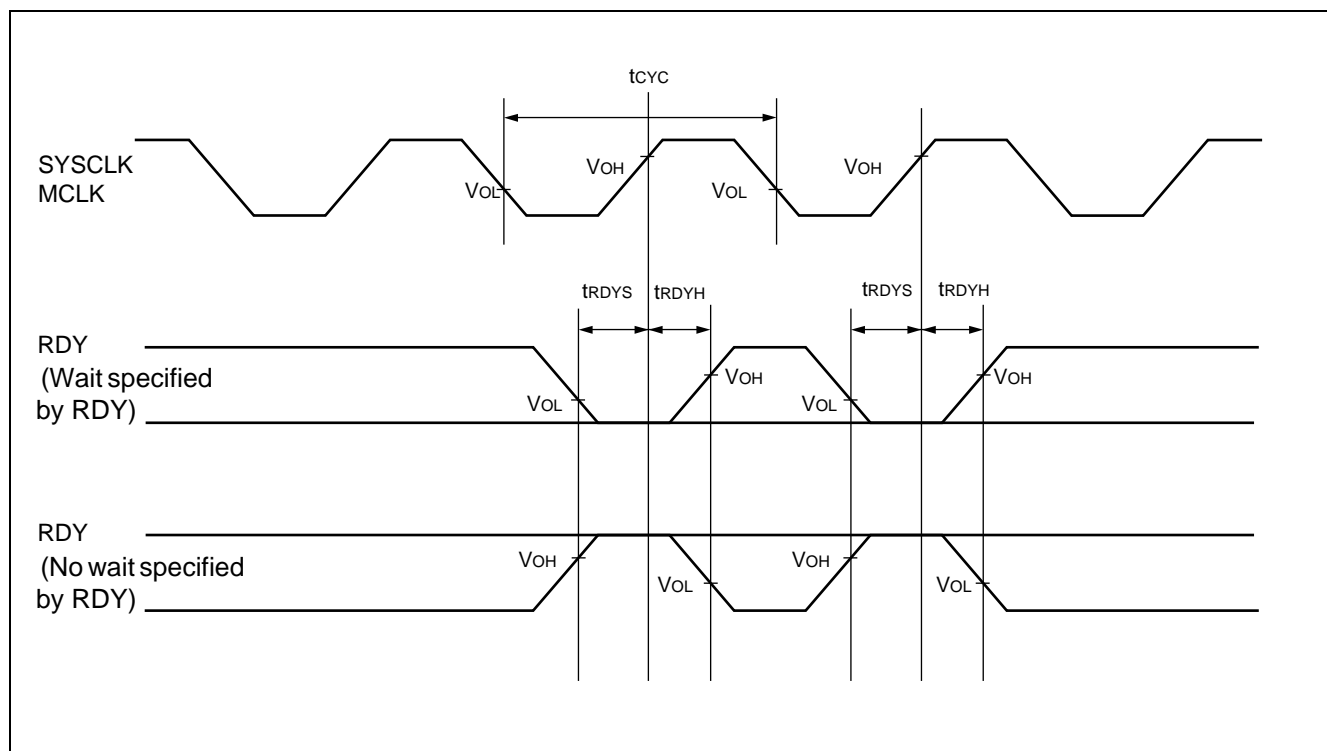 tCYC
SYSCLK
MCLK
VOL
VOH
VOL
VOH
tRDYS
tRDYH
tRDYS
tRDYH
RDY
(Wait specified
by RDY)
VOL
VOH
VOL
VOH
RDY
(No wait specified
by RDY)
VOH
VOL
VOH
VOL